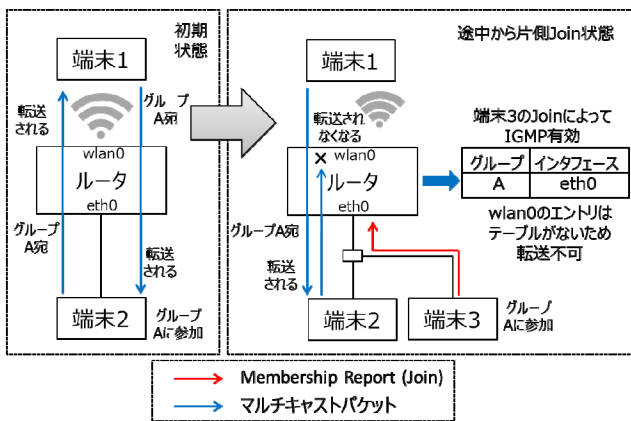 初期
状態
端末1
転送
される
グループ
A宛
wlan0
ルータ
eth0
グループ
A宛
転送
される
端末2
グループ
Aに参加
途中から片側Join状態
端末1
転送され
なくなる
× wlan0
ルータ
eth0
グループA宛
転送
される
端末2
端末3
グループ
Aに参加
端末3のJoinによって
IGMP有効
グループ インタフェース
A eth0
wlan0のエントリは
テーブルがないため
転送不可
Membership Report (Join)
マルチキャストパケット